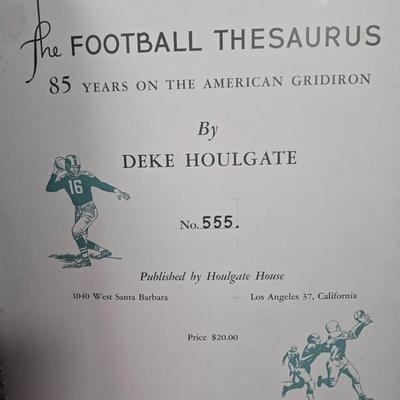 the FOOTBALL THESAURUS
85 YEARS ON THE AMERICAN GRIDIRON
By
DEKE HOULGATE
16
No. 555.
Published by Houlgate House
1040 West Santa Barbara Los Angeles 37, California
Price $20.00